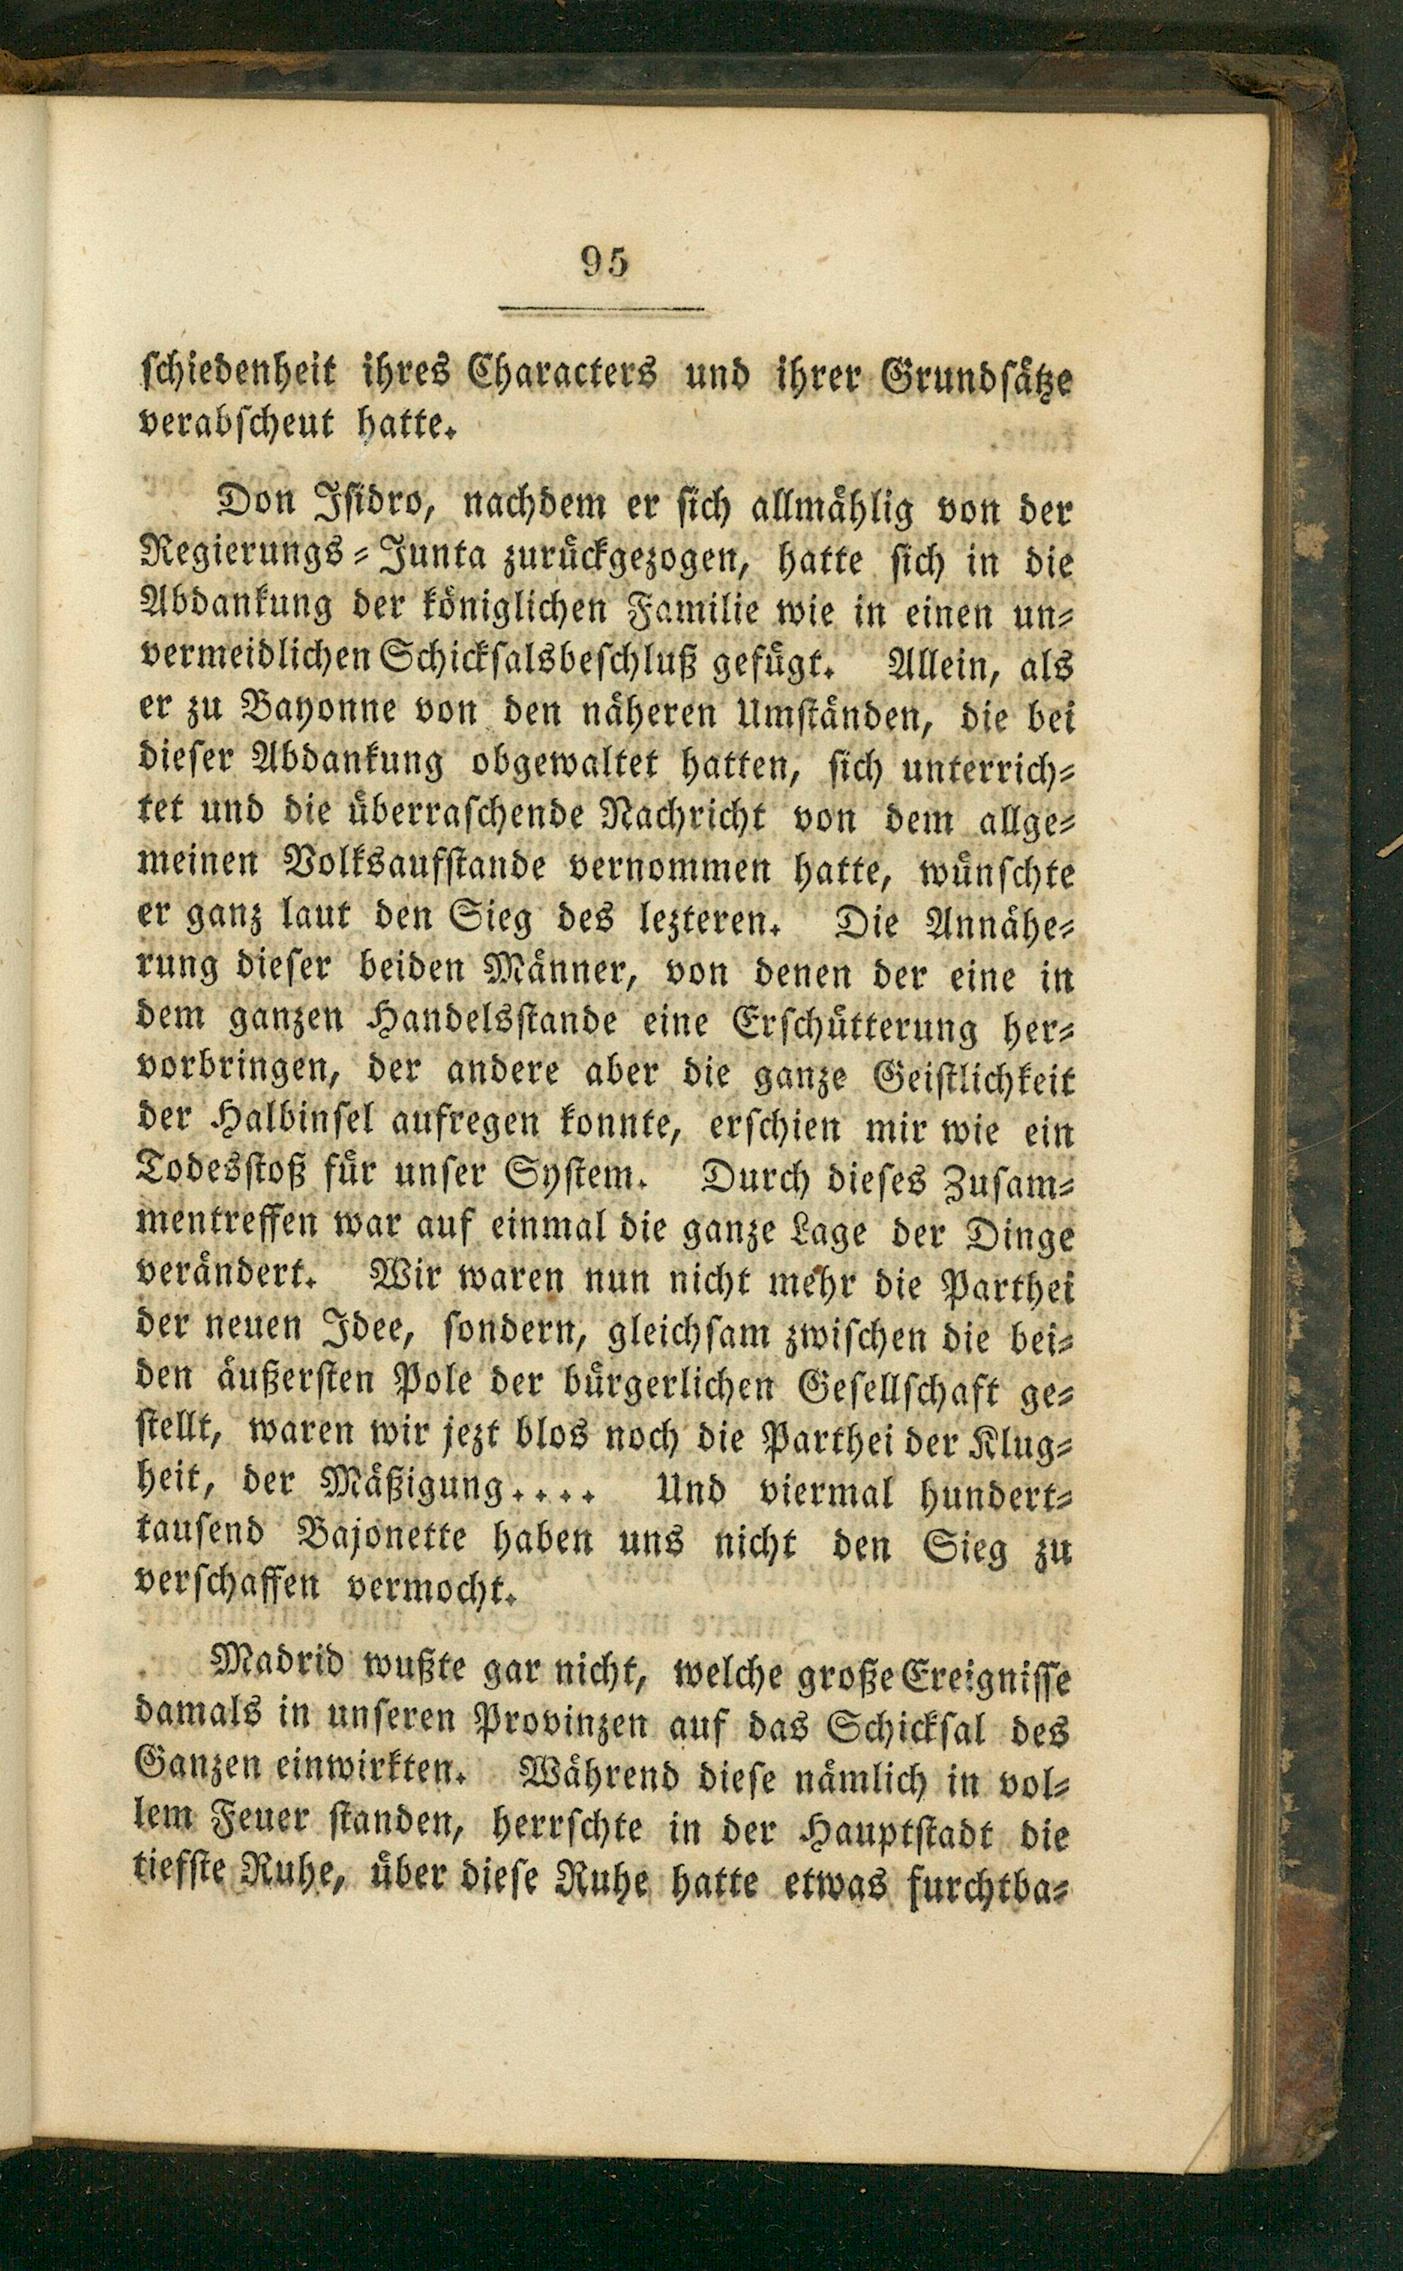 95
schiedenheit ihres Characters und ihrer Grundsätze
verabscheut hatte.
Don Isidro, nachdem er sich allmählig von der
Regierungs-Junta zurückgezogen, hatte sich in die
Abdankung der königlichen Familie wie in einen un-
vermeidlichen Schicksalsbeschluß gefügt. Allein, als
er zu Bayonne von den näheren Umständen, die bei
dieser Abdankung obgewaltet hatten, sich unterrich-
tet und die überraschende Nachricht von dem allge-
meinen Volksaufstande vernommen hatte, wünschte
er ganz laut den Sieg des lezteren. Die Annähe-
rung dieser beiden Männer, von denen der eine in
dem ganzen Handelsstande eine Erschütterung her-
vorbringen, der andere aber die ganze Geistlichkeit
der Halbinsel aufregen konnte, erschien mir wie ein
Todesstoß für unser System. Durch dieses Zusam-
mentreffen war auf einmal die ganze Lage der Dinge
verändert. Wir waren nun nicht mehr die Parthei
der neuen Idee, sondern, gleichsam zwischen die bei-
den äußersten Pole der bürgerlichen Gesellschaft ge-
stellt, waren wir jezt blos noch die Parthei der Klug-
heit, der Mäßigung.... Und viermal hundert-
tausend Bajonette haben uns nicht den Sieg zu
verschaffen vermocht.
Madrid wußte gar nicht, welche große Ereignisse
damals in unseren Provinzen auf das Schicksal des
Ganzen einwirkten. Während diese nämlich in vol-
lem Feuer standen, herrschte in der Hauptstadt die
tiefste Ruhe, über diese Ruhe hatte etwas furchtba-